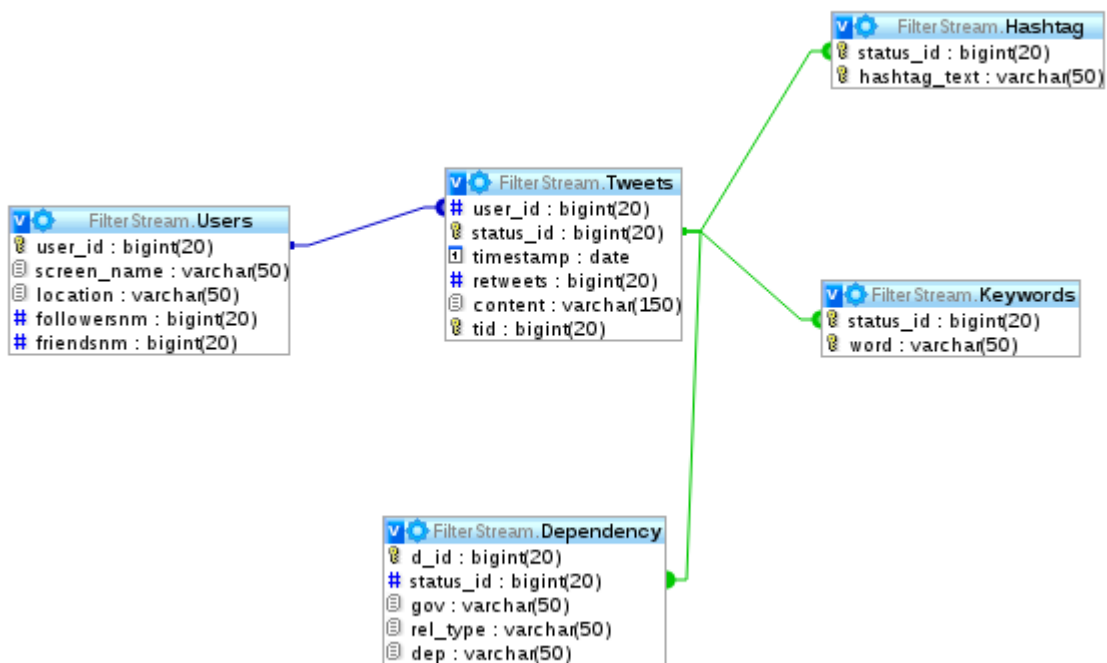 FilterStream.Hashtag
status_id : bigint(20)
hashtag_text : varchar(50)
FilterStream.Tweets
user_id : bigint(20)
status_id : bigint(20)
timestamp : date
retweets : bigint(20)
content : varchar(150)
tid : bigint(20)
FilterStream.Users
user_id : bigint(20)
screen_name : varchar(50)
location : varchar(50)
followersnm : bigint(20)
friendsnm : bigint(20)
FilterStream.Keywords
status_id : bigint(20)
word : varchar(50)
FilterStream.Dependency
d_id : bigint(20)
status_id : bigint(20)
gov : varchar(50)
rel_type : varchar(50)
dep : varchar(50)